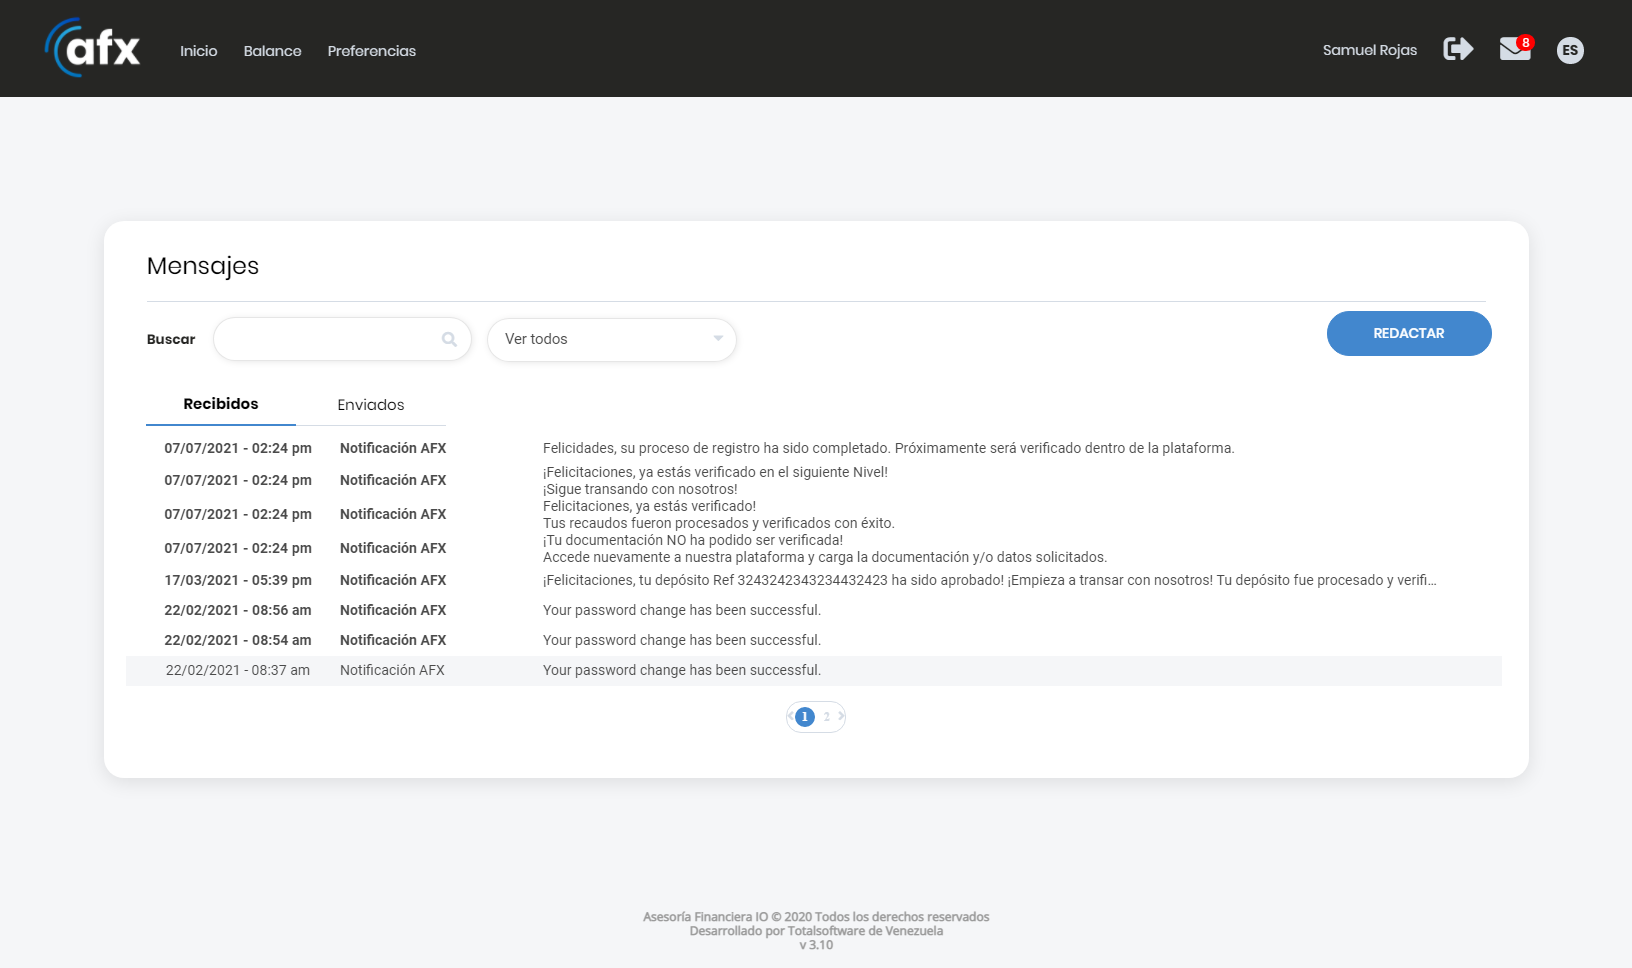 afx
Inicio Balance Preferencias
Samuel Rojas 8 ES
Mensajes
Buscar Ver todos REDACTAR
Recibidos Enviados
07/07/2021 - 02:24 pm Notificación AFX Felicidades, su proceso de registro ha sido completado. Próximamente será verificado dentro de la plataforma.
07/07/2021 - 02:24 pm Notificación AFX ¡Felicitaciones, ya estás verificado en el siguiente Nivel!
¡Sigue transando con nosotros!
07/07/2021 - 02:24 pm Notificación AFX Felicitaciones, ya estás verificado!
Tus recaudos fueron procesados y verificados con éxito.
07/07/2021 - 02:24 pm Notificación AFX ¡Tu documentación NO ha podido ser verificada!
Accede nuevamente a nuestra plataforma y carga la documentación y/o datos solicitados.
17/03/2021 - 05:39 pm Notificación AFX ¡Felicitaciones, tu depósito Ref 3243242343234432423 ha sido aprobado! ¡Empieza a transar con nosotros! Tu depósito fue procesado y verifi...
22/02/2021 - 08:56 am Notificación AFX Your password change has been successful.
22/02/2021 - 08:54 am Notificación AFX Your password change has been successful.
22/02/2021 - 08:37 am Notificación AFX Your password change has been successful.
1 2
Asesoría Financiera IO © 2020 Todos los derechos reservados
Desarrollado por Totalsoftware de Venezuela
v 3.10